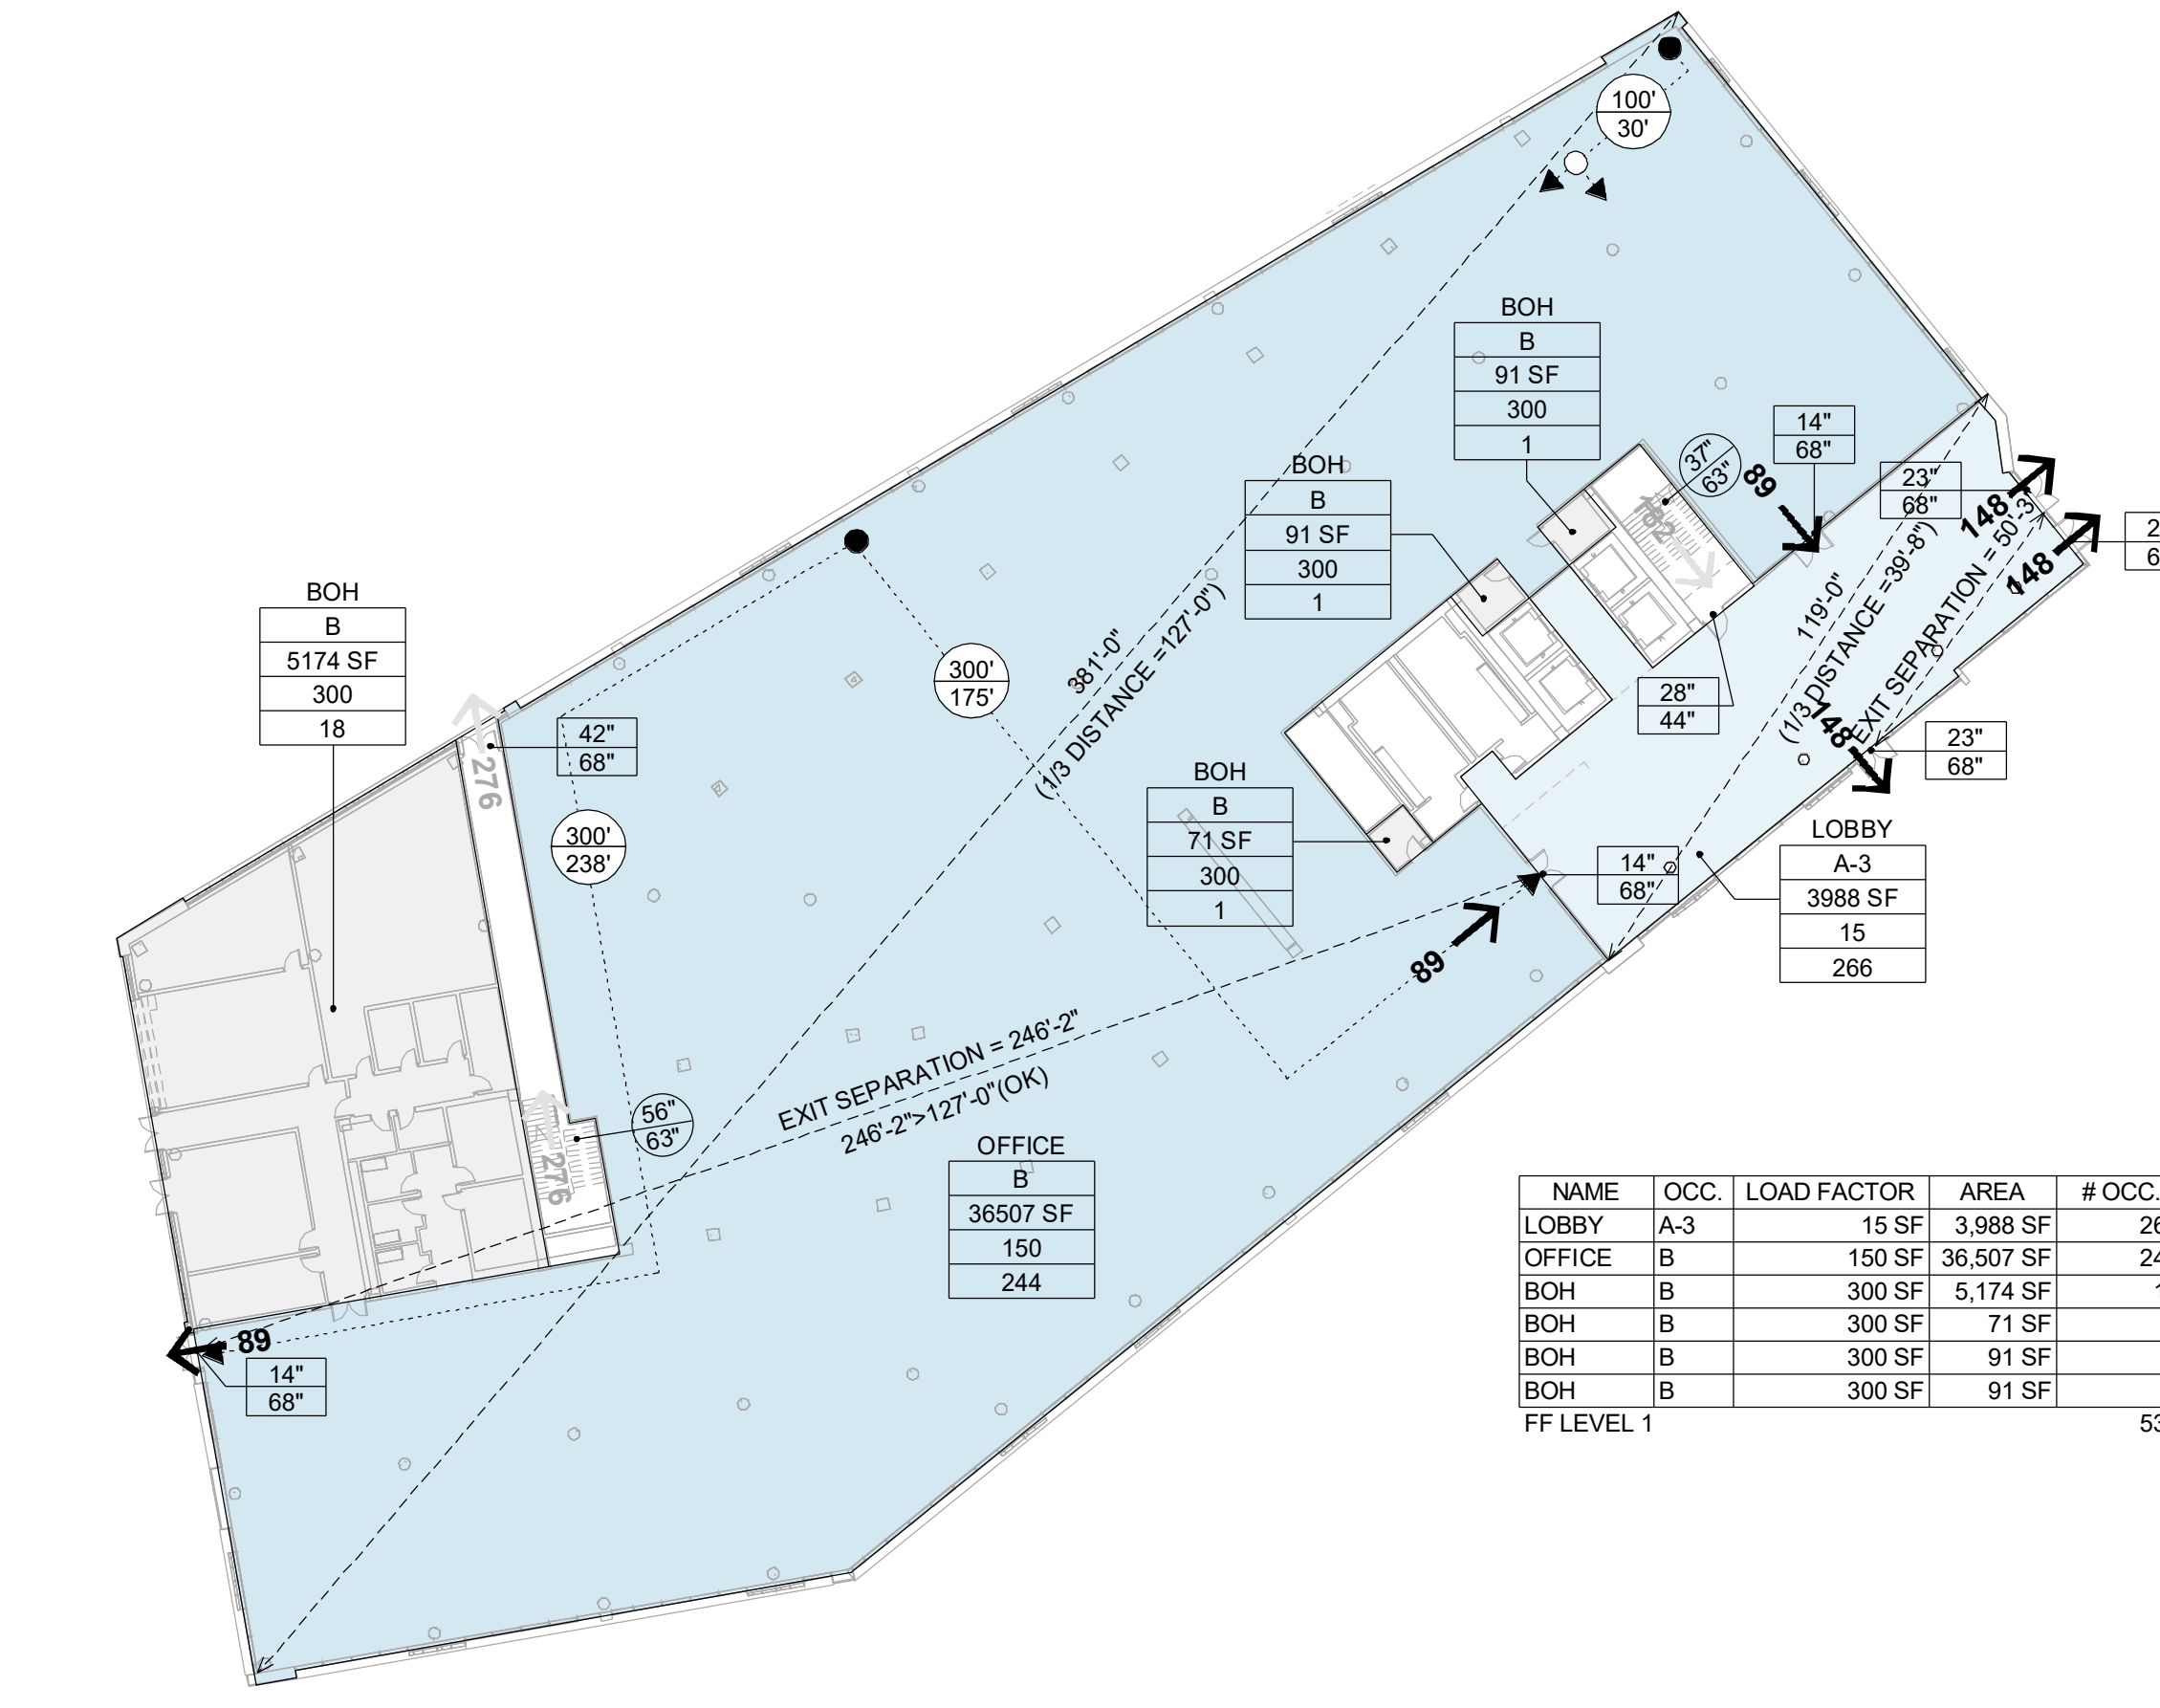 100'
30'
BOH
B
91 SF
300
1
BOH
B
91 SF
300
1
37"
63"
89
14"
68"
23"
68"
148
148
182
381'-0"
(1/3 DISTANCE =127'-0")
119'-0"
(1/3 DISTANCE =39'-8")
EXIT SEPARATION = 50'-3"
BOH
B
5174 SF
300
18
300'
175'
28"
44"
148
23"
68"
42"
68"
276
300'
238'
BOH
B
71 SF
300
1
14"
68"
LOBBY
A-3
3988 SF
15
266
89
EXIT SEPARATION = 246'-2"
246'-2">127'-0"(OK)
56"
63"
276
OFFICE
B
36507 SF
150
244
89
14"
68"
NAME OCC. LOAD FACTOR AREA # OCC.
LOBBY A-3 15 SF 3,988 SF
OFFICE B 150 SF 36,507 SF
BOH B 300 SF 5,174 SF
BOH B 300 SF 71 SF
BOH B 300 SF 91 SF
BOH B 300 SF 91 SF
FF LEVEL 1